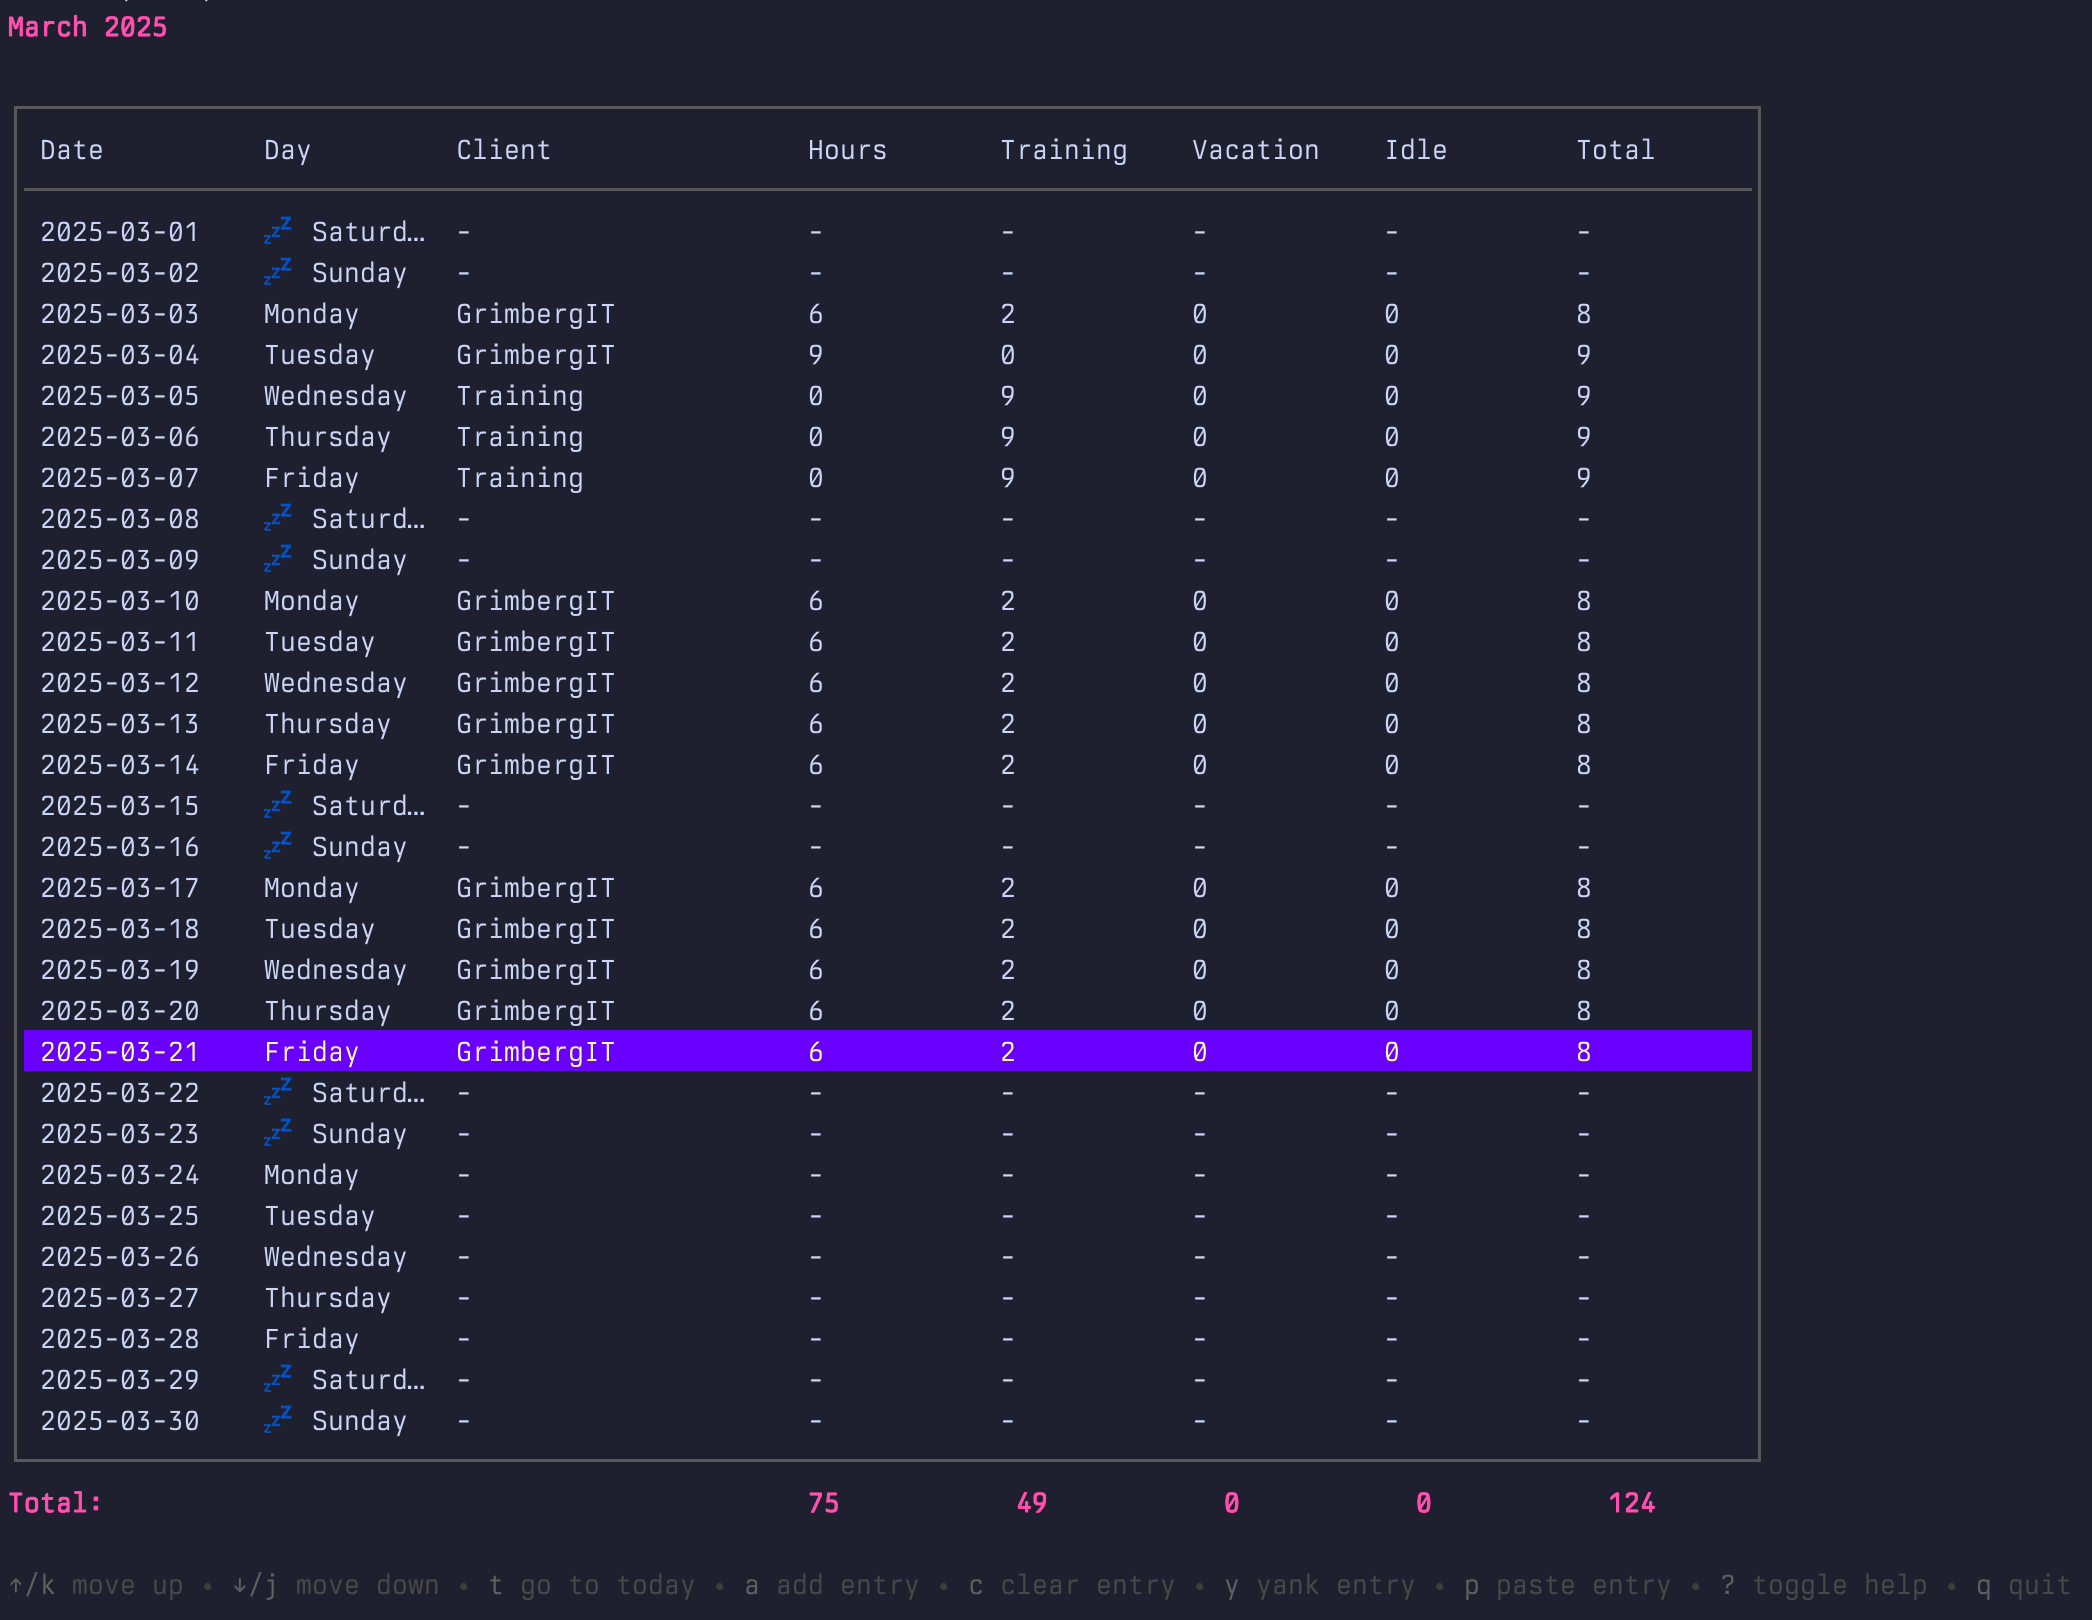 March 2025
Date Day Client Hours Training Vacation Idle Total
2025-03-01 💤 Saturd… - - - - - -
2025-03-02 💤 Sunday - - - - - -
2025-03-03 Monday GrimbergIT 6 2 0 0 8
2025-03-04 Tuesday GrimbergIT 9 0 0 0 9
2025-03-05 Wednesday Training 0 9 0 0 9
2025-03-06 Thursday Training 0 9 0 0 9
2025-03-07 Friday Training 0 9 0 0 9
2025-03-08 💤 Saturd… - - - - - -
2025-03-09 💤 Sunday - - - - - -
2025-03-10 Monday GrimbergIT 6 2 0 0 8
2025-03-11 Tuesday GrimbergIT 6 2 0 0 8
2025-03-12 Wednesday GrimbergIT 6 2 0 0 8
2025-03-13 Thursday GrimbergIT 6 2 0 0 8
2025-03-14 Friday GrimbergIT 6 2 0 0 8
2025-03-15 💤 Saturd… - - - - - -
2025-03-16 💤 Sunday - - - - - -
2025-03-17 Monday GrimbergIT 6 2 0 0 8
2025-03-18 Tuesday GrimbergIT 6 2 0 0 8
2025-03-19 Wednesday GrimbergIT 6 2 0 0 8
2025-03-20 Thursday GrimbergIT 6 2 0 0 8
2025-03-21 Friday GrimbergIT 6 2 0 0 8
2025-03-22 💤 Saturd… - - - - - -
2025-03-23 💤 Sunday - - - - - -
2025-03-24 Monday - - - - - -
2025-03-25 Tuesday - - - - - -
2025-03-26 Wednesday - - - - - -
2025-03-27 Thursday - - - - - -
2025-03-28 Friday - - - - - -
2025-03-29 💤 Saturd… - - - - - -
2025-03-30 💤 Sunday - - - - - -
Total: 75 49 0 0 124
↑/k move up • ↓/j move down • t go to today • a add entry • c clear entry • y yank entry • p paste entry • ? toggle help • q quit